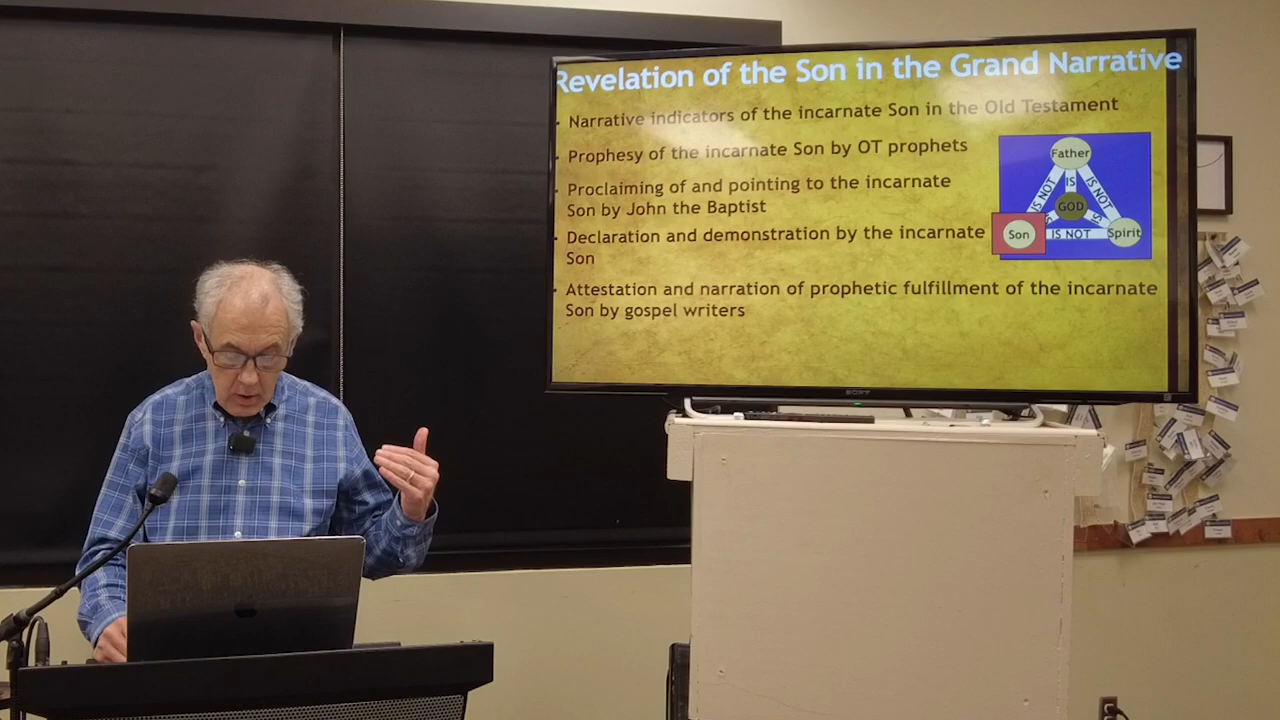 Revelation of the Son in the Grand Narrative
• Narrative indicators of the incarnate Son in the Old Testament
• Prophesy of the incarnate Son by OT prophets
• Proclaiming of and pointing to the incarnate
Son by John the Baptist
• Declaration and demonstration by the incarnate
Son
• Attestation and narration of prophetic fulfillment of the incarnate
Son by gospel writers
Father
IS NOT
IS
IS NOT
GOD
IS
IS
Son
IS NOT
Spirit
SONY